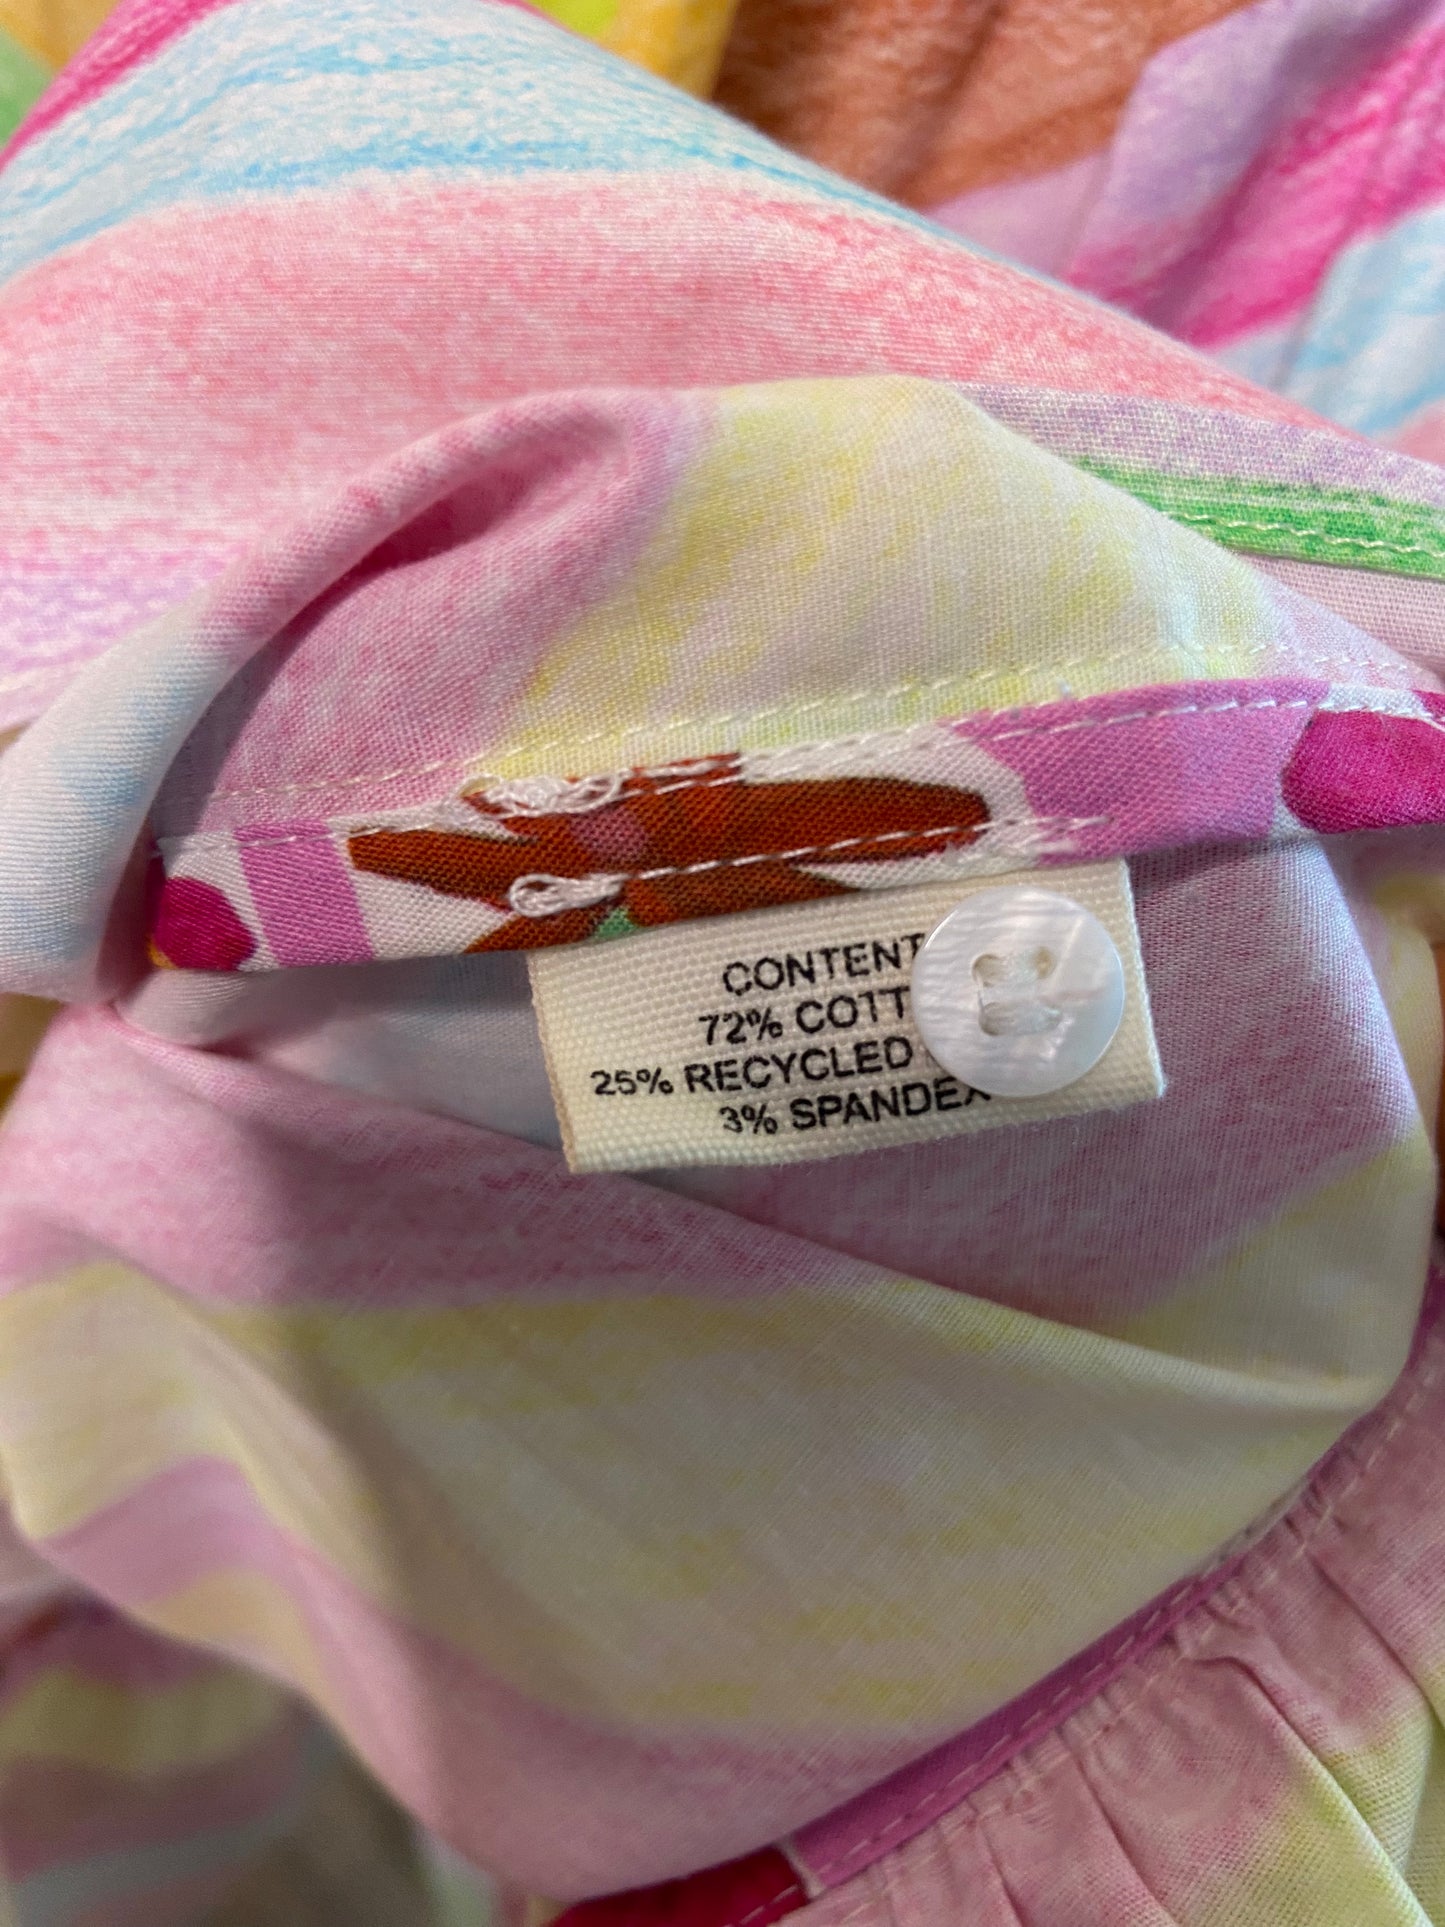 CONTENT
72% COTT
25% RECYCLED
3% SPANDEX